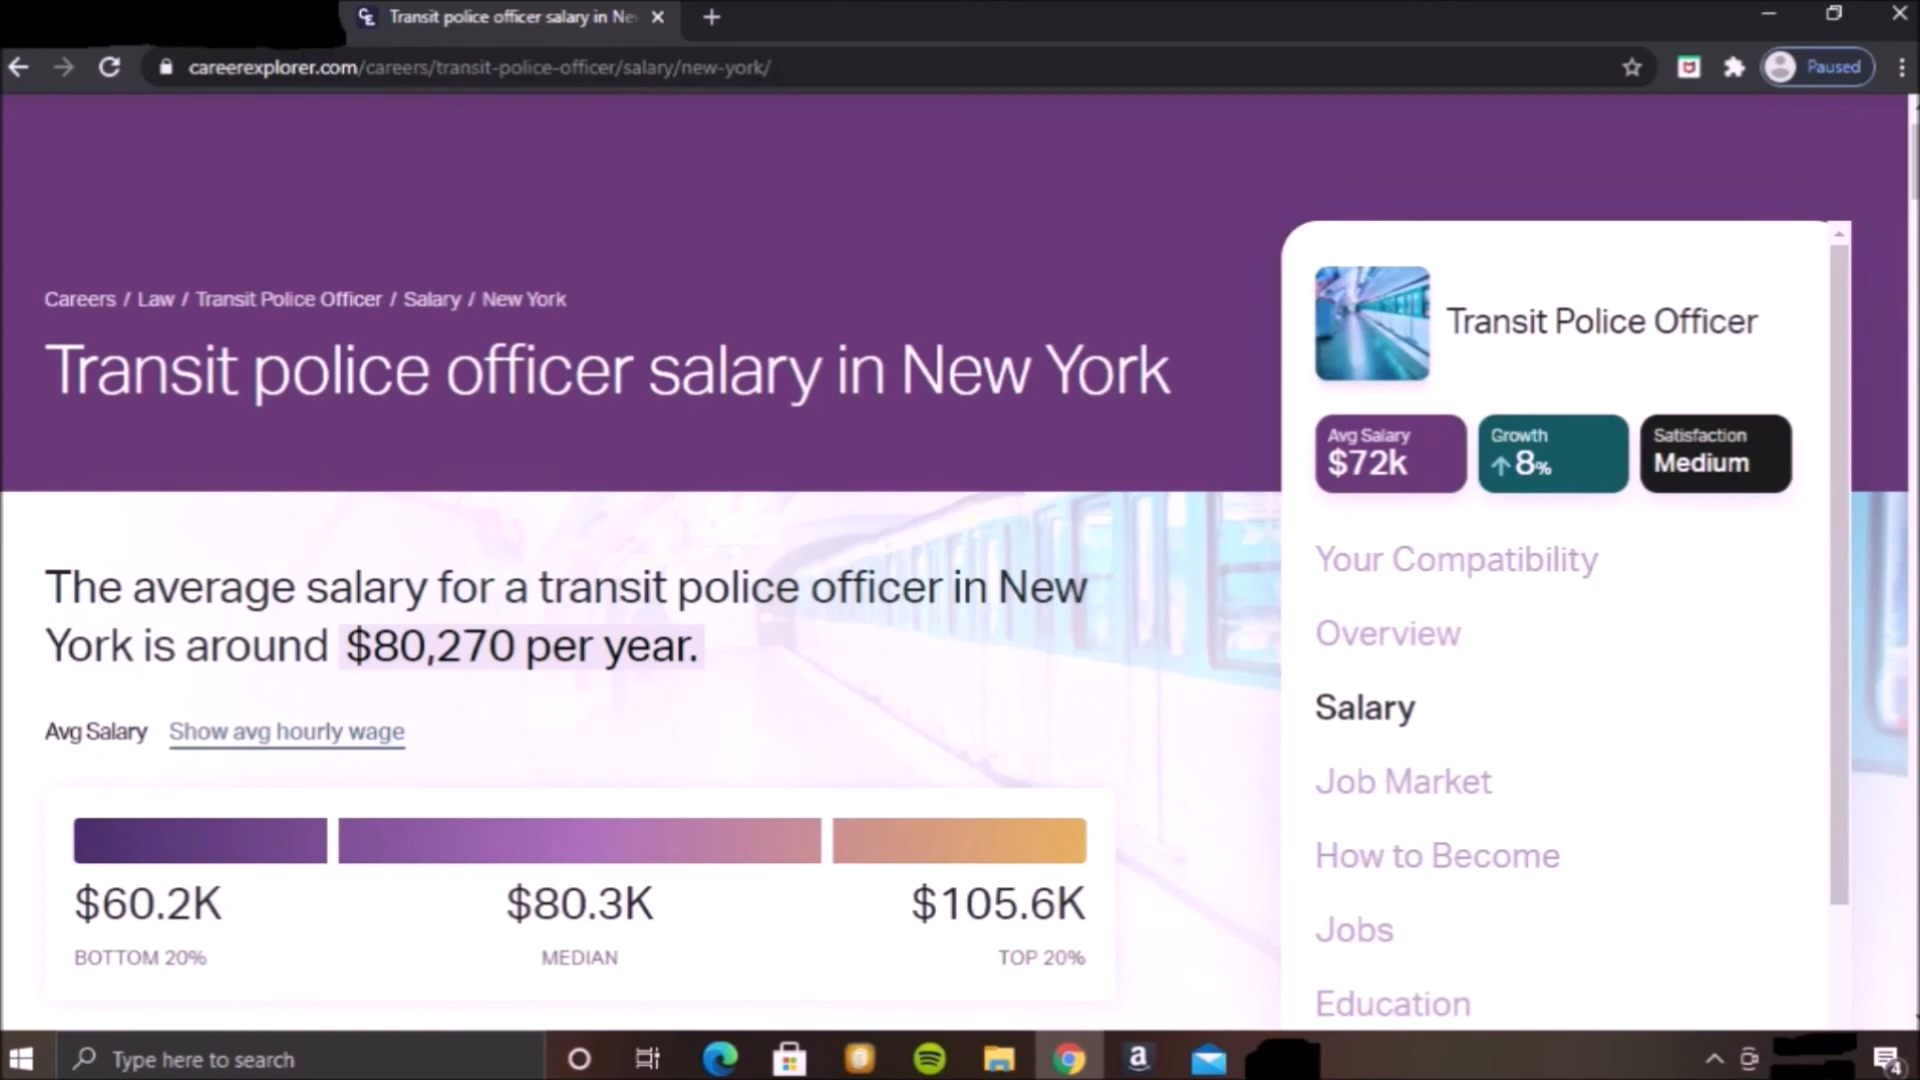 Transit police officer salary in Ne
careerexplorer.com/careers/transit-police-officer/salary/new-york/
Paused
Careers / Law / Transit Police Officer / Salary / New York
Transit police officer salary in New York
The average salary for a transit police officer in New
York is around $80,270 per year.
Avg Salary Show avg hourly wage
$60.2K $80.3K $105.6K
BOTTOM 20% MEDIAN TOP 20%
Transit Police Officer
Avg Salary Growth Satisfaction
$72k 8% Medium
Your Compatibility
Overview
Salary
Job Market
How to Become
Jobs
Education
Type here to search
4